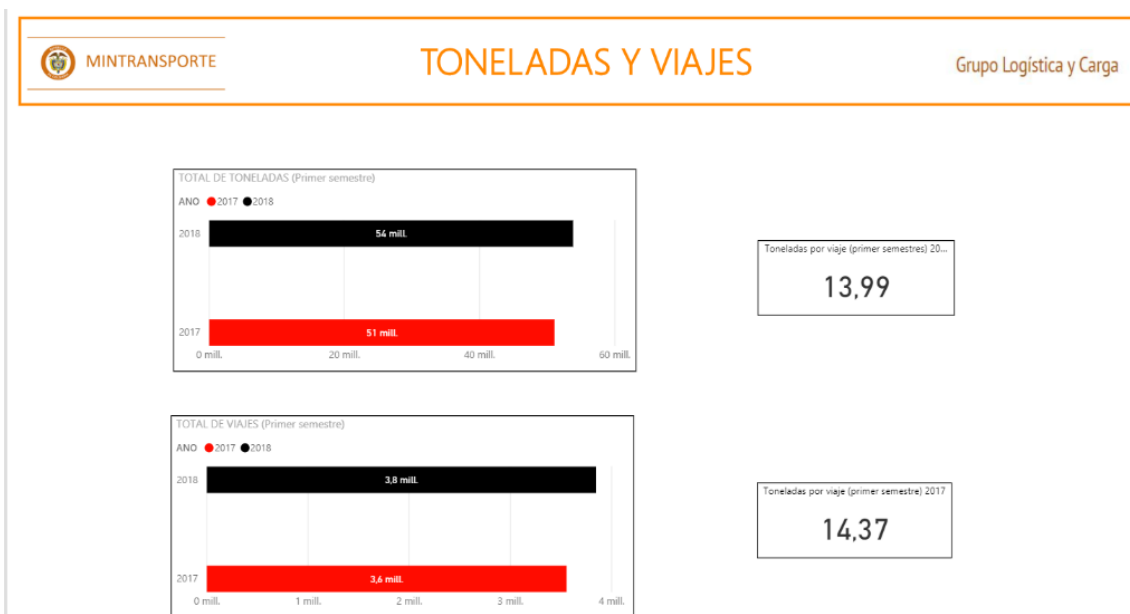 MINTRANSPORTE
TONELADAS Y VIAJES
Grupo Logística y Carga
TOTAL DE TONELADAS (Primer semestre)
ANO 2017 2018
2018
54 mill.
2017
51 mill.
0 mill. 20 mill. 40 mill. 60 mill.
Toneladas por viaje (primer semestres) 20...
13,99
TOTAL DE VIAJES (Primer semestre)
ANO 2017 2018
2018
3,8 mill.
2017
3,6 mill.
0 mill. 1 mill. 2 mill. 3 mill. 4 mill.
Toneladas por viaje (primer semestre) 2017
14,37